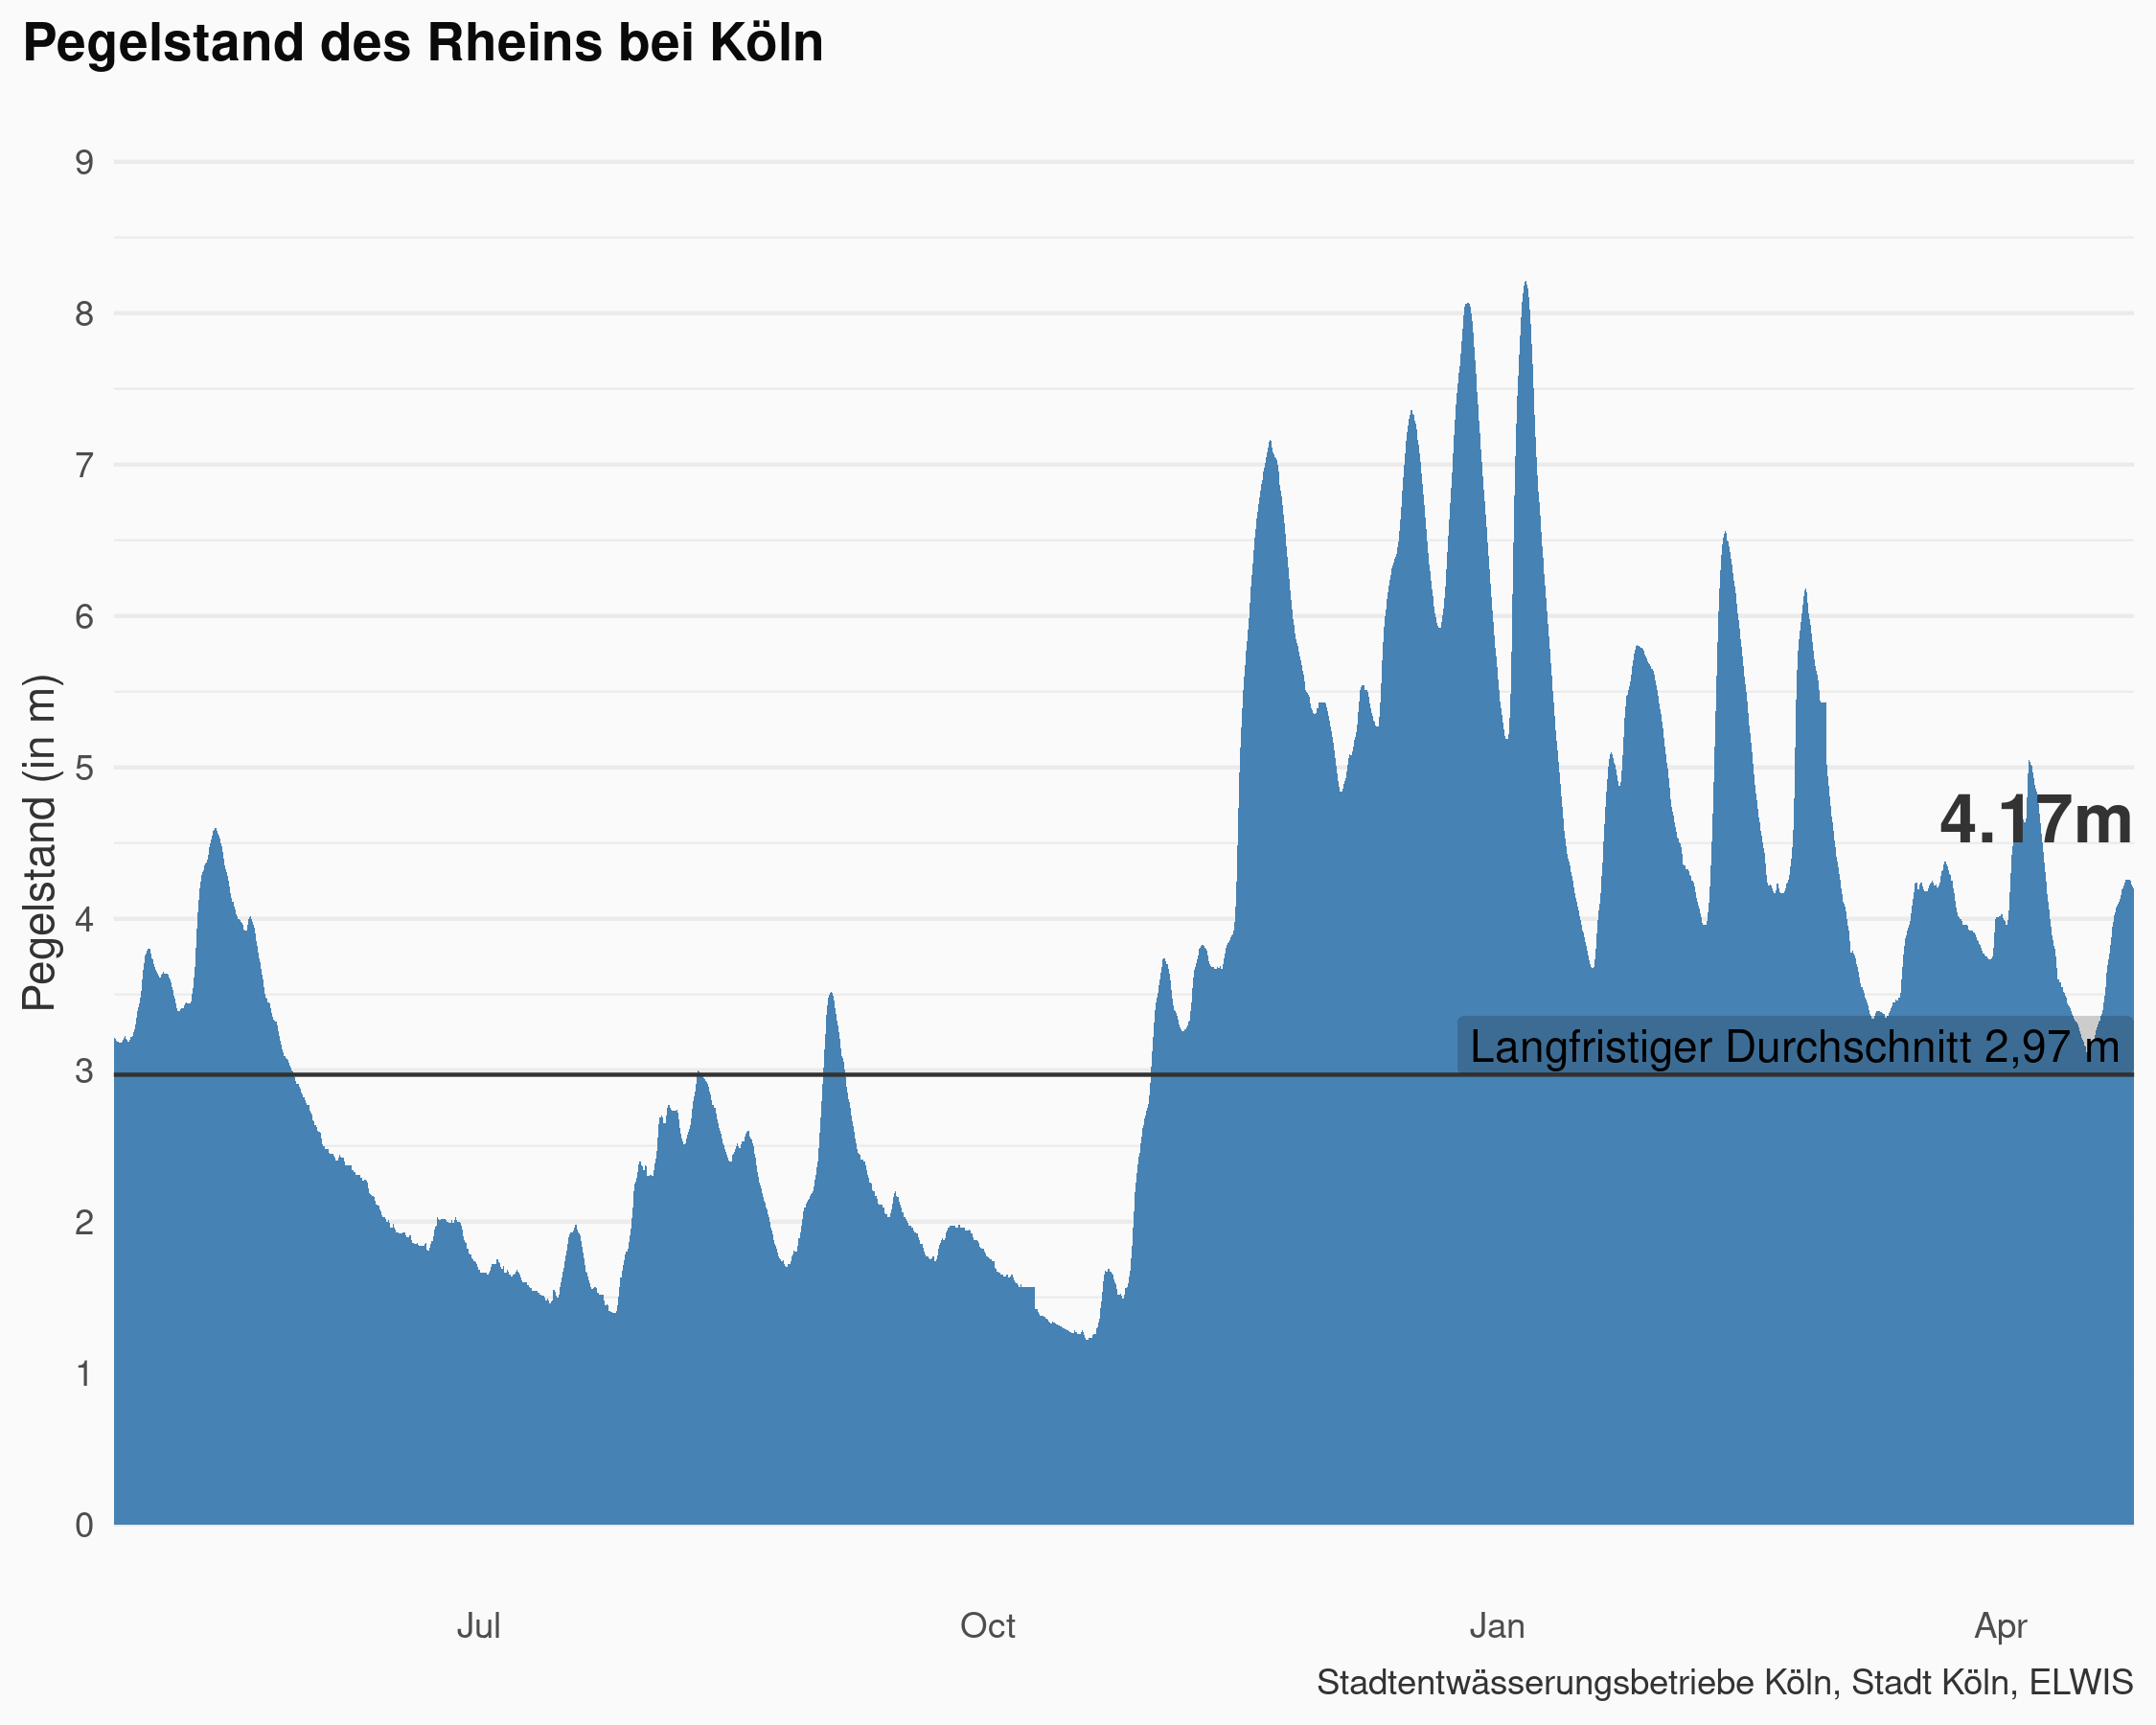 Pegelstand des Rheins bei Köln
Pegelstand (in m)
9
8
7
6
5
4
3
2
1
0
4.17m
Langfristiger Durchschnitt 2,97 m
Jul Oct Jan Apr
Stadtentwässerungsbetriebe Köln, Stadt Köln, ELWIS